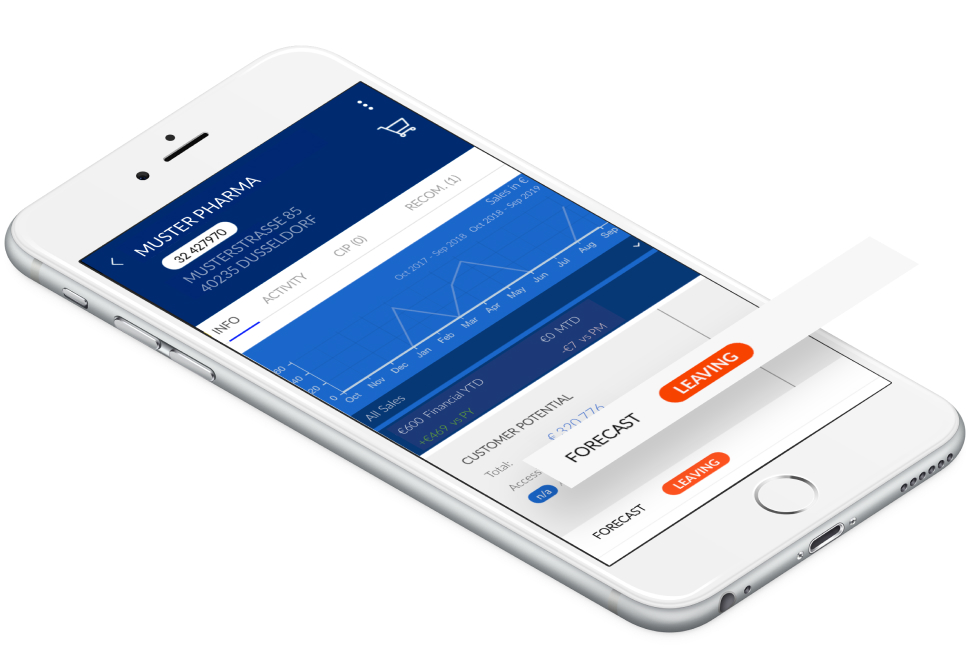 MUSTER PHARMA
32 427970
MUSTERSTRASSE 85
40235 DUSSELDORF
INFO ACTIVITY CIP (0) RECOM. (1)
Sales in €
Oct 2017 - Sep 2018 Oct 2018 - Sep 2019
60
40
20
0
Oct Nov Dec Jan Feb Mar Apr May Jun Jul Aug Sep
All Sales
€600 Financial YTD €0 MTD
+€469 vs PY -€7 vs PM
CUSTOMER POTENTIAL
Total: € 320 776
Access
n/a
FORECAST LEAVING
FORECAST LEAVING